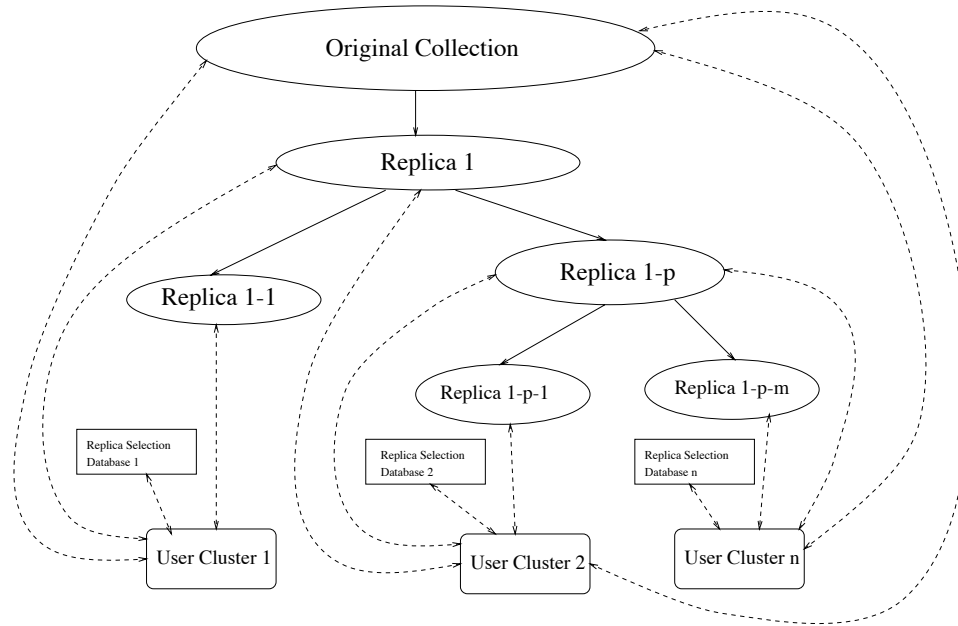 Original Collection
Replica 1
Replica 1-1
Replica 1-p
Replica 1-p-1
Replica 1-p-m
Replica Selection
Database 1
Replica Selection
Database 2
Replica Selection
Database n
User Cluster 1
User Cluster 2
User Cluster n